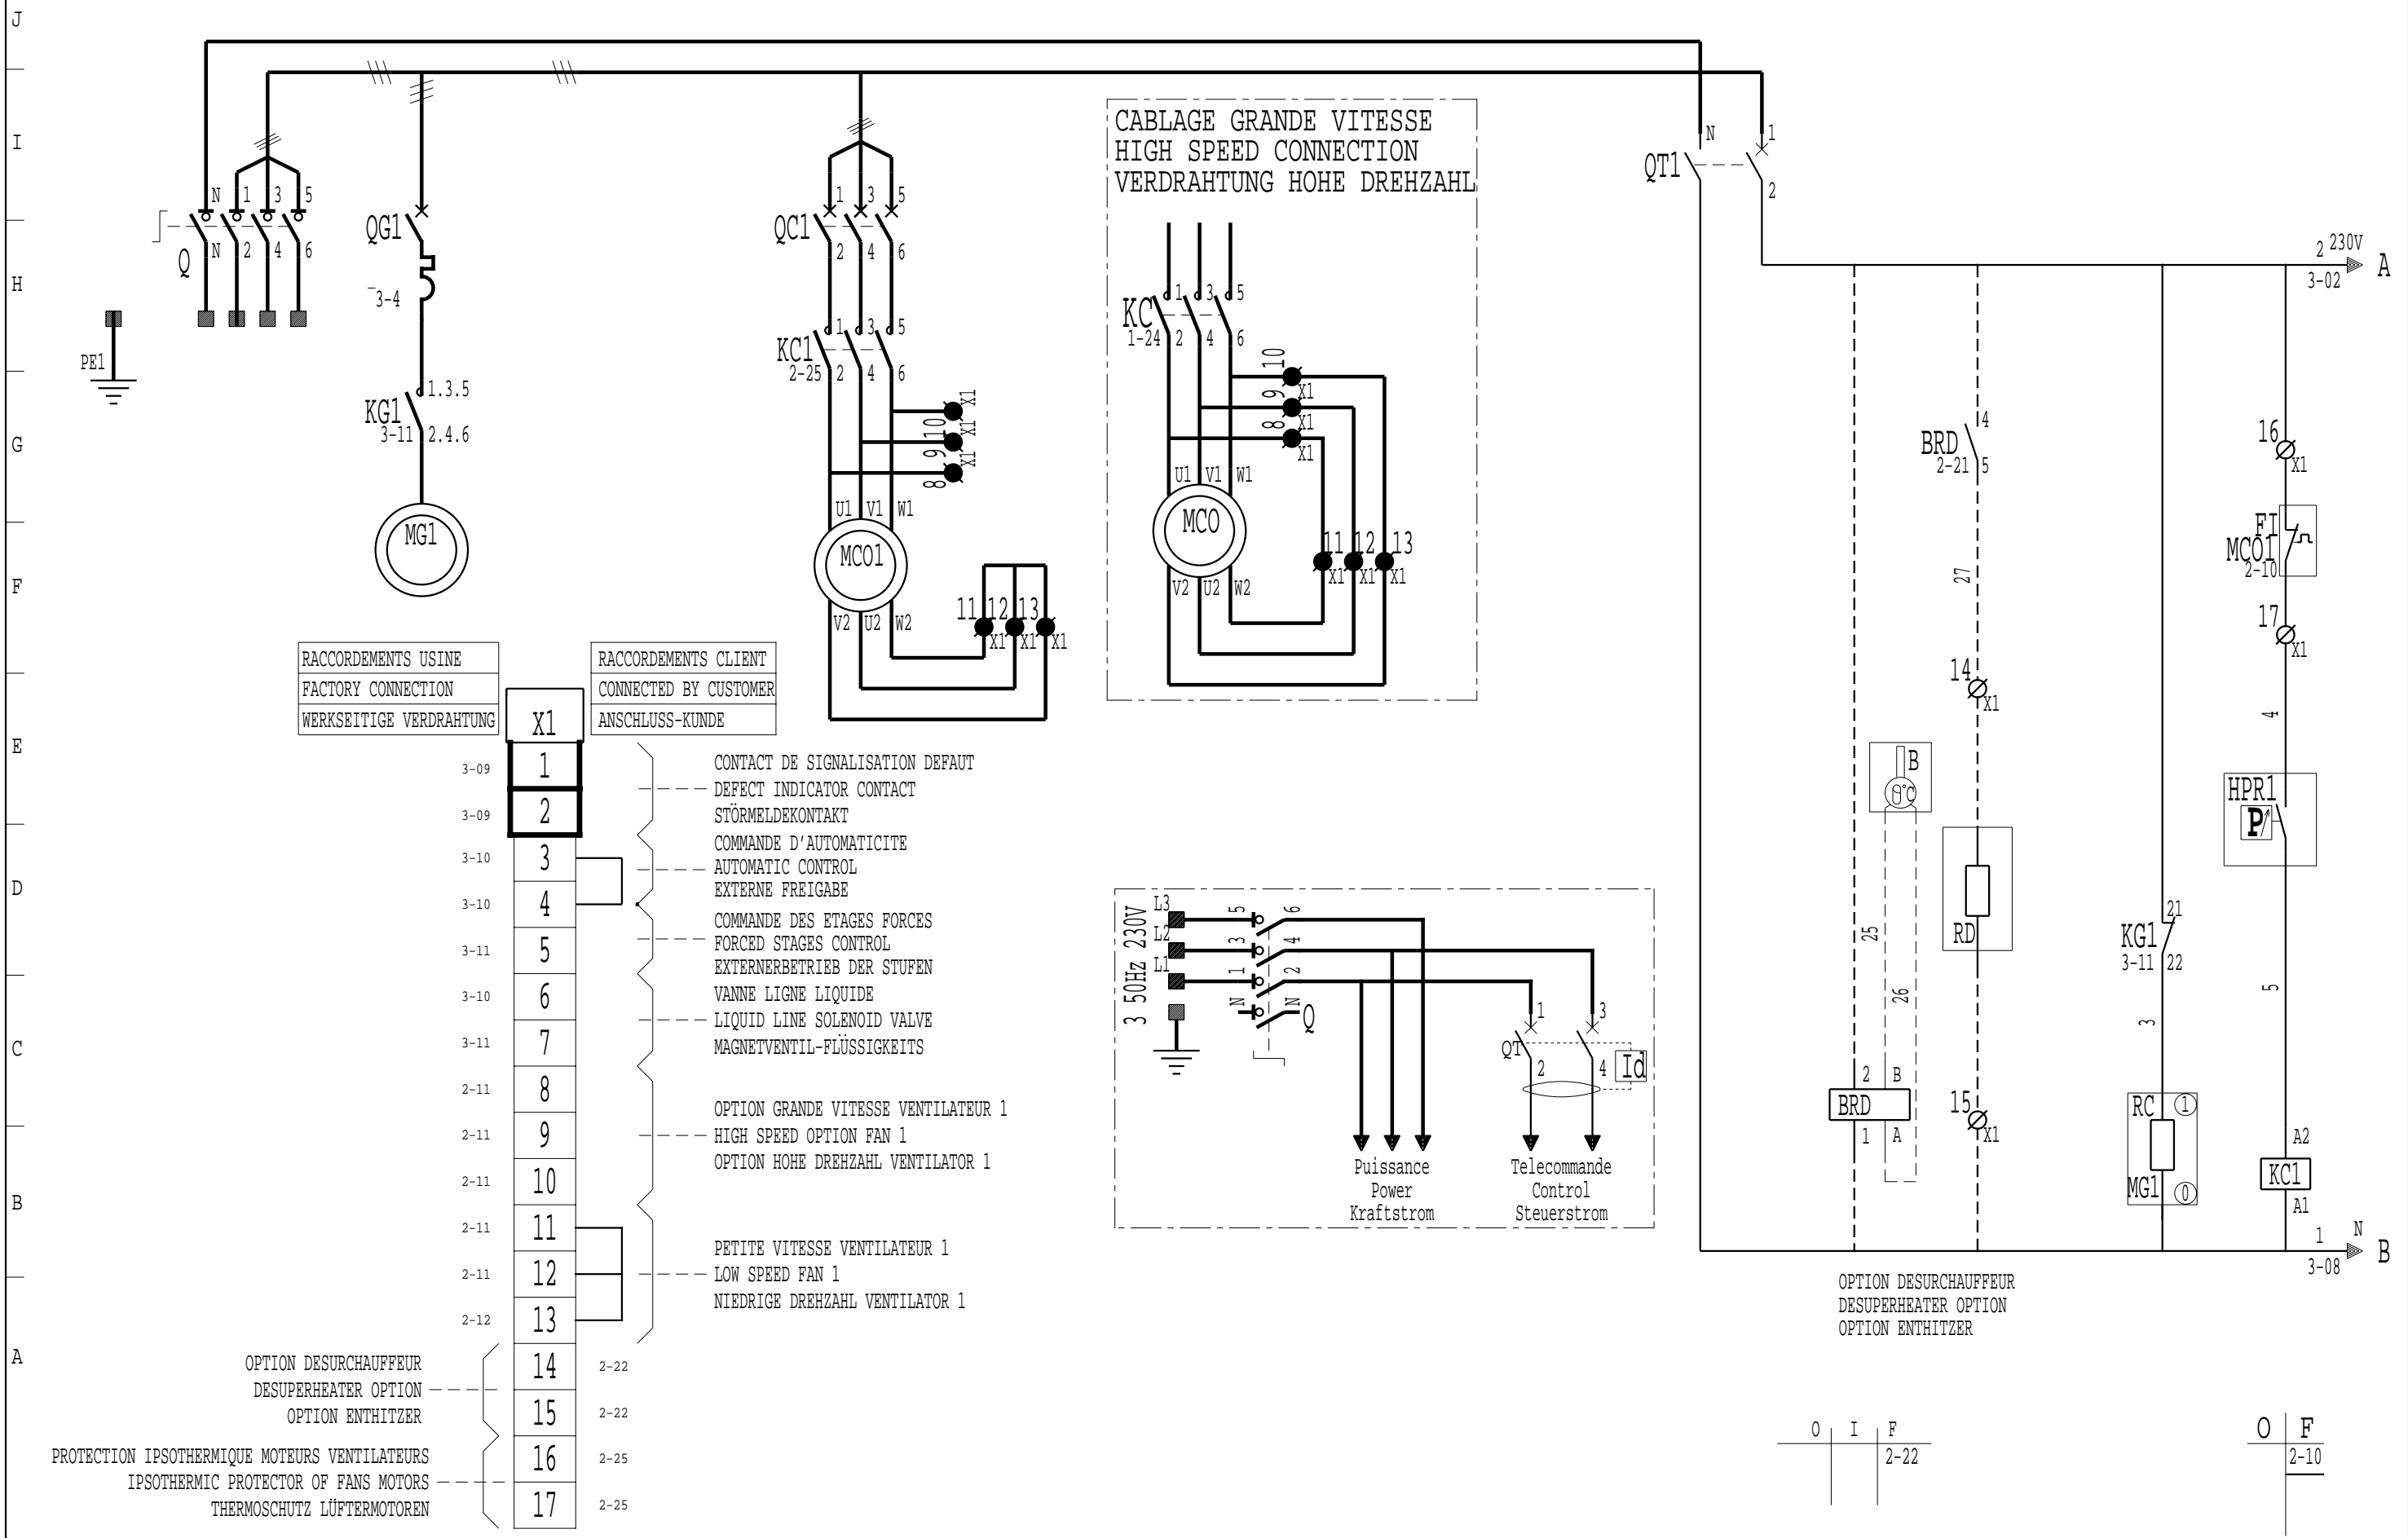 J
I
H
G
F
E
D
C
B
A
N 1 3 5
N 2 4 6
Q
PE1
QG1
3-4
KG1
3-11
1.3.5
2.4.6
MG1
1 3 5
QC1
2 4 6
1 3 5
KC1
2-25
2 4 6
10 X1
9 X1
8 X1
U1 V1 W1
MCO1
V2 U2 W2
11 12 13
X1 X1 X1
CABLAGE GRANDE VITESSE
HIGH SPEED CONNECTION
VERDRAHTUNG HOHE DREHZAHL
1 3 5
KC
1-24
2 4 6
10 X1
9 X1
8 X1
U1 V1 W1
MCO
V2 U2 W2
11 12 13
X1 X1 X1
N 1
QT1
2
2 230V
3-02
A
4
BRD
2-21
5
27
14
X1
B
θ°C
RD
25
26
2 B
BRD
1 A
15
X1
21
KG1
3-11
22
3
RC 1
MG1 0
16
X1
FI
MCO1
2-10
17
X1
4
HPR1
P
5
A2
KC1
A1
1 N
3-08
B
OPTION DESURCHAUFFEUR
DESUPERHEATER OPTION
OPTION ENTHITZER
O I F
2-22
O F
2-10
3 50Hz 230V
L3
L2
L1
5 6
3 4
1 2
N N
Q
1 3
QT
2 4
Id
Puissance
Power
Kraftstrom
Telecommande
Control
Steuerstrom
RACCORDEMENTS USINE
FACTORY CONNECTION
WERKSEITIGE VERDRAHTUNG
X1
RACCORDEMENTS CLIENT
CONNECTED BY CUSTOMER
ANSCHLUSS-KUNDE
3-09 1
3-09 2
CONTACT DE SIGNALISATION DEFAUT
DEFECT INDICATOR CONTACT
STÖRMELDEKONTAKT
3-10 3
3-10 4
COMMANDE D'AUTOMATICITE
AUTOMATIC CONTROL
EXTERNE FREIGABE
3-11 5
COMMANDE DES ETAGES FORCES
FORCED STAGES CONTROL
EXTERNERBETRIEB DER STUFEN
3-10 6
3-11 7
VANNE LIGNE LIQUIDE
LIQUID LINE SOLENOID VALVE
MAGNETVENTIL-FLÜSSIGKEITS
2-11 8
2-11 9
2-11 10
OPTION GRANDE VITESSE VENTILATEUR 1
HIGH SPEED OPTION FAN 1
OPTION HOHE DREHZAHL VENTILATOR 1
2-11 11
2-11 12
2-12 13
PETITE VITESSE VENTILATEUR 1
LOW SPEED FAN 1
NIEDRIGE DREHZAHL VENTILATOR 1
OPTION DESURCHAUFFEUR
DESUPERHEATER OPTION
OPTION ENTHITZER
14 2-22
15 2-22
PROTECTION IPSOTHERMIQUE MOTEURS VENTILATEURS
IPSOTHERMIC PROTECTOR OF FANS MOTORS
THERMOSCHUTZ LÜFTERMOTOREN
16 2-25
17 2-25